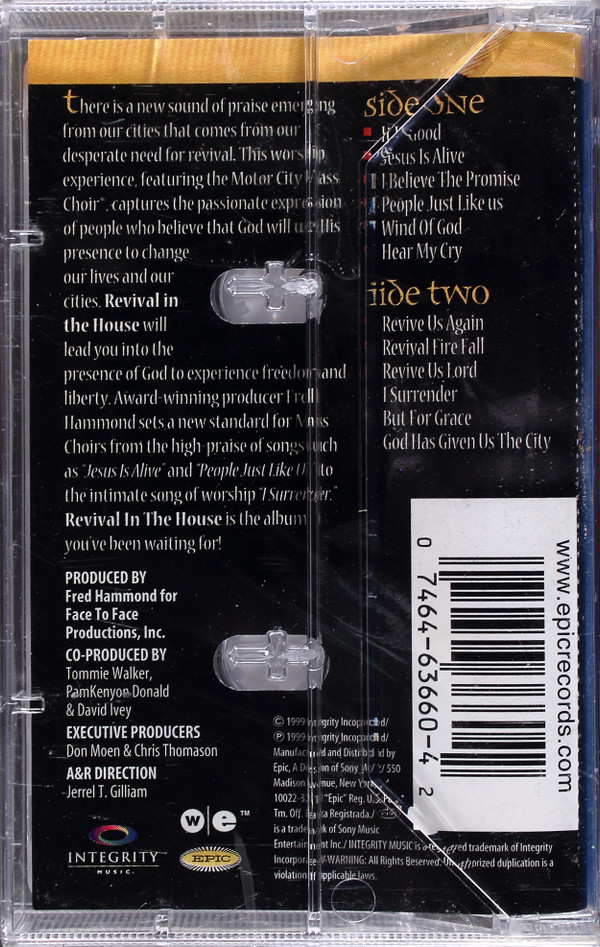 there is a new sound of praise emerging
from our cities that comes from our
desperate need for revival. This worship
experience, featuring the Motor City Mass
Choir®, captures the passionate expression
of people who believe that God will use His
presence to change
our lives and our
cities. Revival in
the House will
lead you into the
presence of God to experience freedom and
liberty. Award-winning producer Fred
Hammond sets a new standard for Mass
Choirs from the high-praise of songs such
as "Jesus Is Alive" and "People Just Like Us" to
the intimate song of worship "I Surrender."
Revival In The House is the album
you've been waiting for!
PRODUCED BY
Fred Hammond for
Face To Face
Productions, Inc.
CO-PRODUCED BY
Tommie Walker,
PamKenyon Donald
& David Ivey
EXECUTIVE PRODUCERS
Don Moen & Chris Thomason
A&R DIRECTION
Jerrel T. Gilliam
INTEGRITY
MUSIC
w|e™
EPIC
side one
Good
Jesus Is Alive
I Believe The Promise
People Just Like us
Wind Of God
Hear My Cry
side two
Revive Us Again
Revival Fire Fall
Revive Us Lord
I Surrender
But For Grace
God Has Given Us The City
www.epicrecords.com
0 7464-63660-4 2
© 1999 Integrity Incorporated/
℗ 1999 Integrity Incorporated/
Manufactured and Distributed by
Epic, A Division of Sony / 550
Madison Avenue, New York,
10022- "Epic" Reg. U.S.
Tm. Off. Marca Registrada./
is a trademark of Sony Music
Entertainment Inc./ INTEGRITY MUSIC is a registered trademark of Integrity
Incorporated/ WARNING: All Rights Reserved. Unauthorized duplication is a
violation of applicable laws.